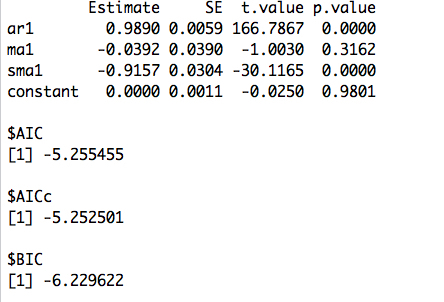 Estimate SE t.value p.value
ar1 0.9890 0.0059 166.7867 0.0000
ma1 -0.0392 0.0390 -1.0030 0.3162
sma1 -0.9157 0.0304 -30.1165 0.0000
constant 0.0000 0.0011 -0.0250 0.9801
$AIC
[1] -5.255455
$AICc
[1] -5.252501
$BIC
[1] -6.229622